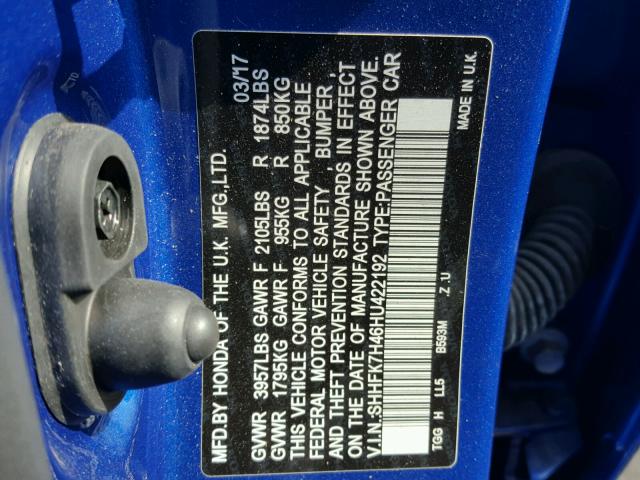 MFD.BY HONDA OF THE U.K. MFG.,LTD. 03/17
GVWR 3957LBS GAWR F 2105LBS R 1874LBS
GVWR 1795KG GAWR F 955KG R 850KG
THIS VEHICLE CONFORMS TO ALL APPLICABLE
FEDERAL MOTOR VEHICLE SAFETY , BUMPER ,
AND THEFT PREVENTION STANDARDS IN EFFECT
ON THE DATE OF MANUFACTURE SHOWN ABOVE.
V.I.N.:SHHFK7H46HU422192 TYPE:PASSENGER CAR
TGG H LL5 B593M .Z U MADE IN U.K.